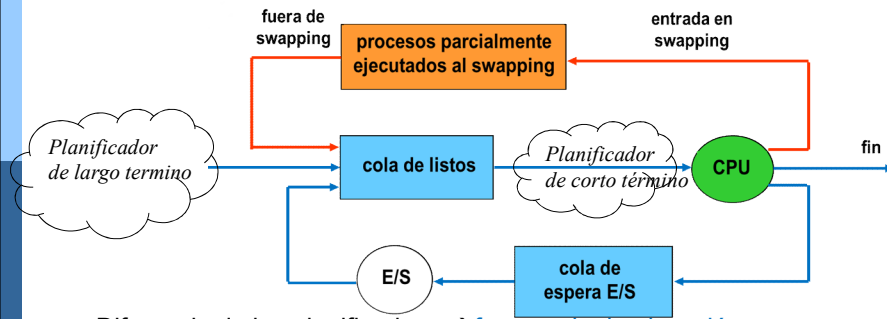 fuera de
swapping
procesos parcialmente
ejecutados al swapping
entrada en
swapping
Planificador
de largo termino
cola de listos
Planificador
de corto término
CPU
fin
E/S
cola de
espera E/S